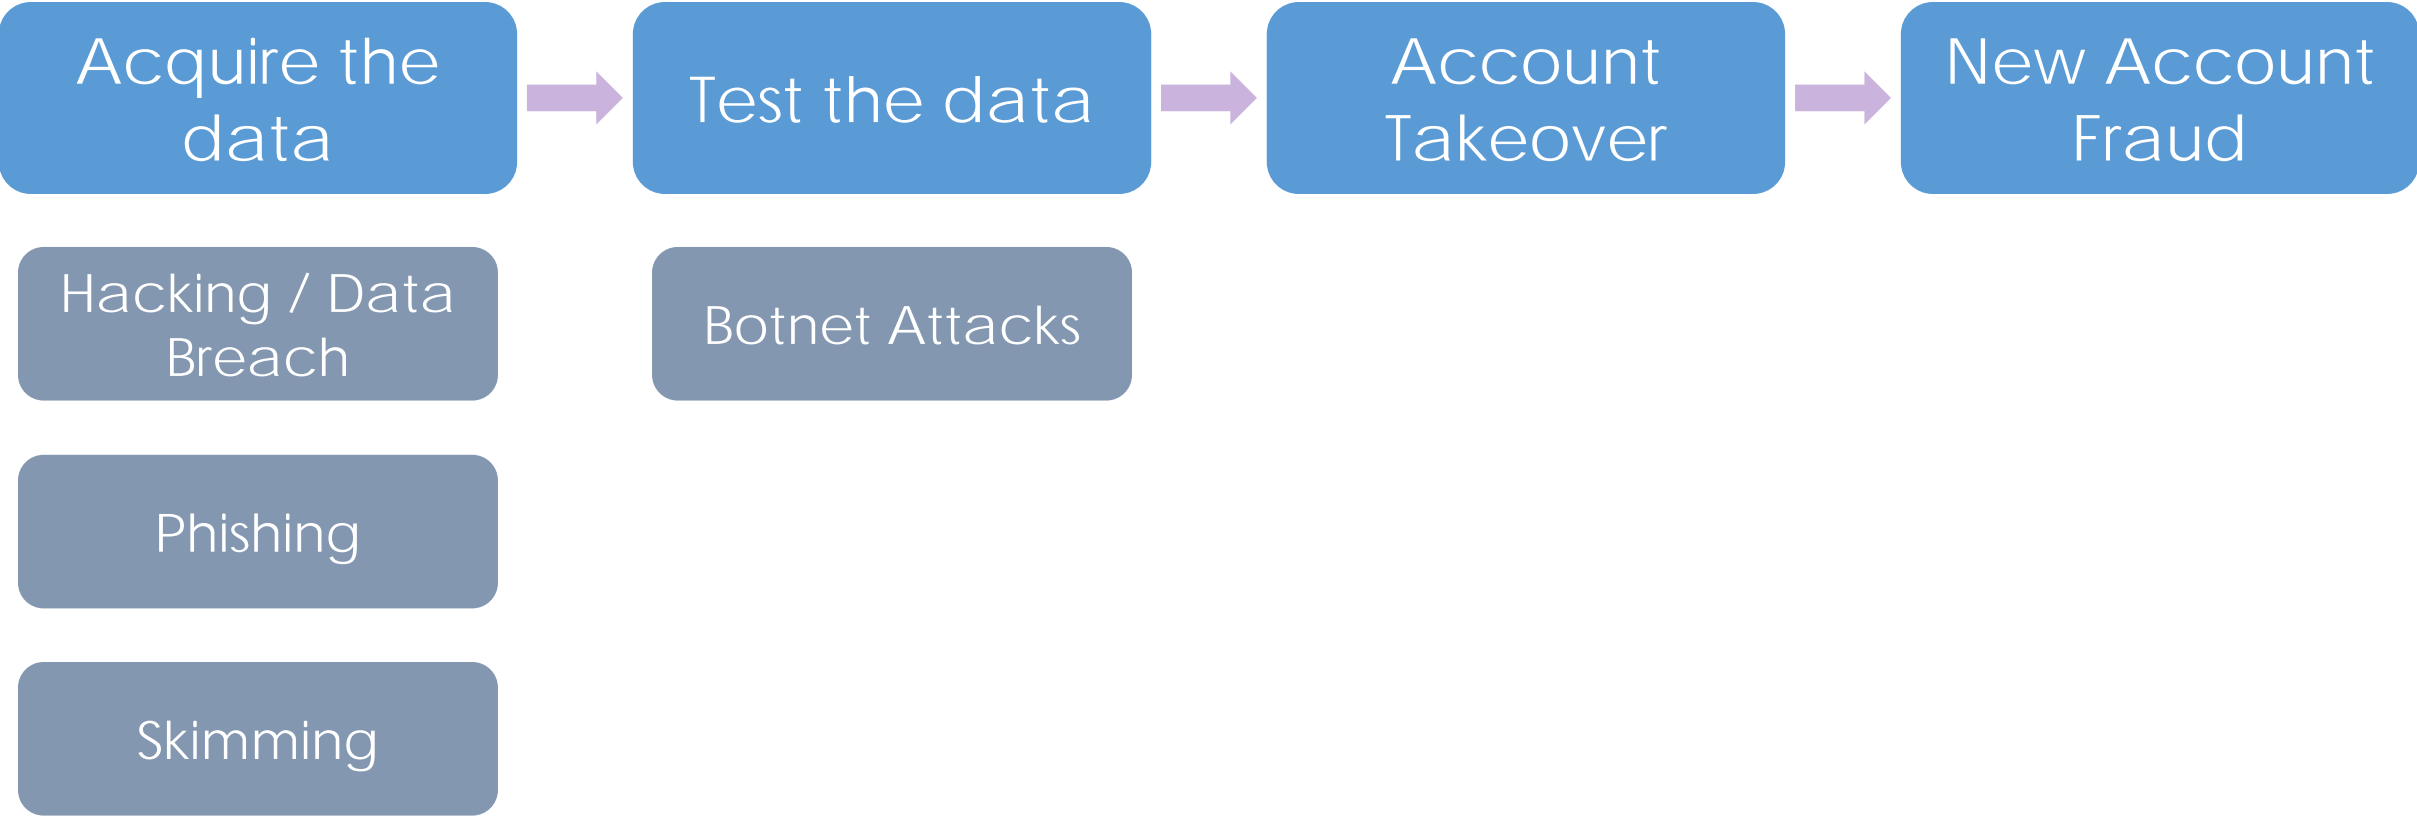 Acquire the
data
Test the data
Account
Takeover
New Account
Fraud
Hacking / Data
Breach
Botnet Attacks
Phishing
Skimming